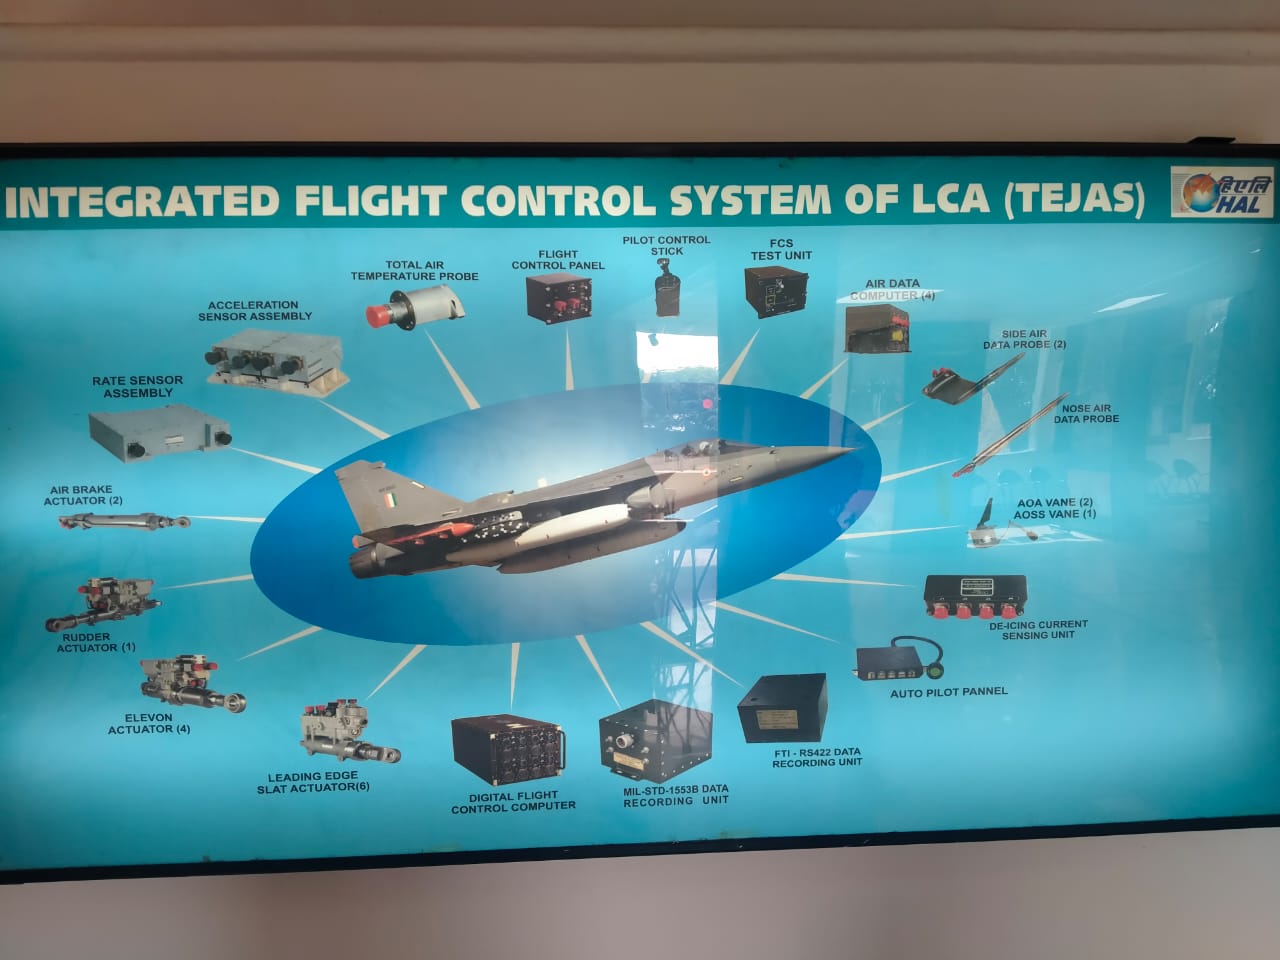 INTEGRATED FLIGHT CONTROL SYSTEM OF LCA (TEJAS)
हिएलि
HAL
PILOT CONTROL
STICK
FLIGHT
CONTROL PANEL
FCS
TEST UNIT
TOTAL AIR
TEMPERATURE PROBE
AIR DATA
COMPUTER (4)
ACCELERATION
SENSOR ASSEMBLY
SIDE AIR
DATA PROBE (2)
RATE SENSOR
ASSEMBLY
NOSE AIR
DATA PROBE
AIR BRAKE
ACTUATOR (2)
AOA VANE (2)
AOSS VANE (1)
RUDDER
ACTUATOR (1)
DE-ICING CURRENT
SENSING UNIT
AUTO PILOT PANNEL
ELEVON
ACTUATOR (4)
FTI - RS422 DATA
RECORDING UNIT
LEADING EDGE
SLAT ACTUATOR(6)
DIGITAL FLIGHT
CONTROL COMPUTER
MIL-STD-1553B DATA
RECORDING UNIT